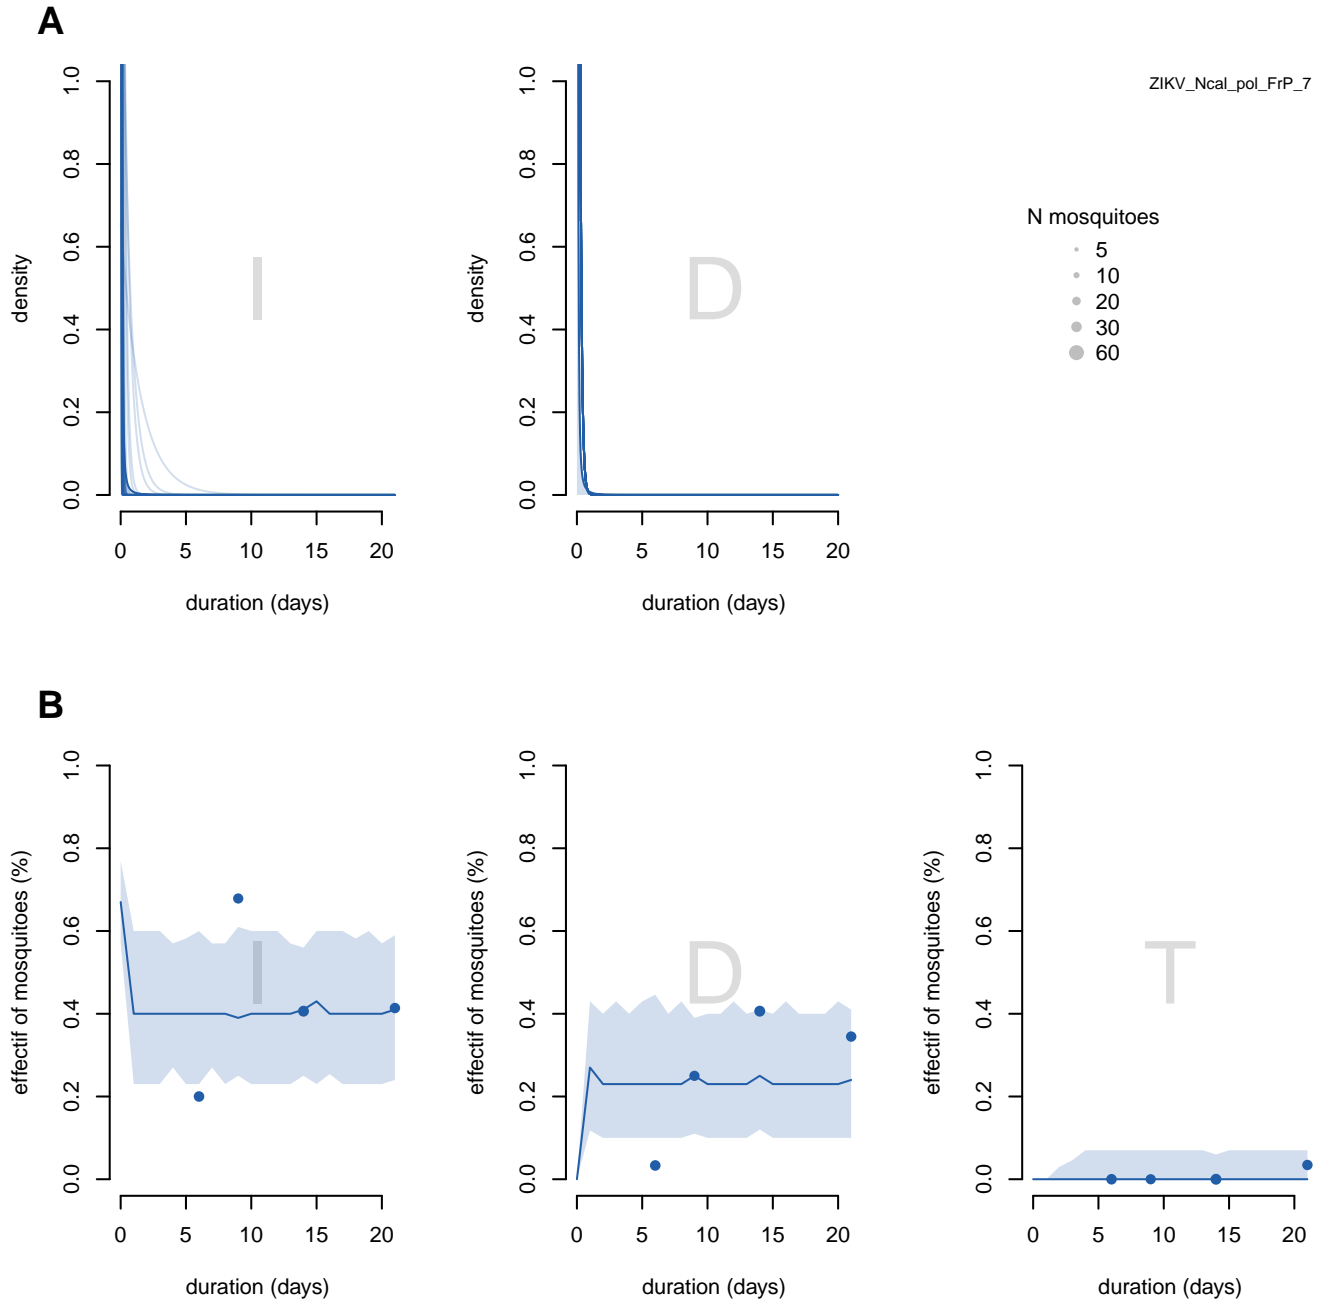 A
ZIKV_Ncal_pol_FrP_7
density
1.0
0.8
0.6
0.4
0.2
0.0
I
0 5 10 15 20
duration (days)
density
1.0
0.8
0.6
0.4
0.2
0.0
D
0 5 10 15 20
duration (days)
N mosquitoes
5
10
20
30
60
B
effectif of mosquitoes (%)
1.0
0.8
0.6
0.4
0.2
0.0
I
0 5 10 15 20
duration (days)
effectif of mosquitoes (%)
1.0
0.8
0.6
0.4
0.2
0.0
D
0 5 10 15 20
duration (days)
effectif of mosquitoes (%)
1.0
0.8
0.6
0.4
0.2
0.0
T
0 5 10 15 20
duration (days)